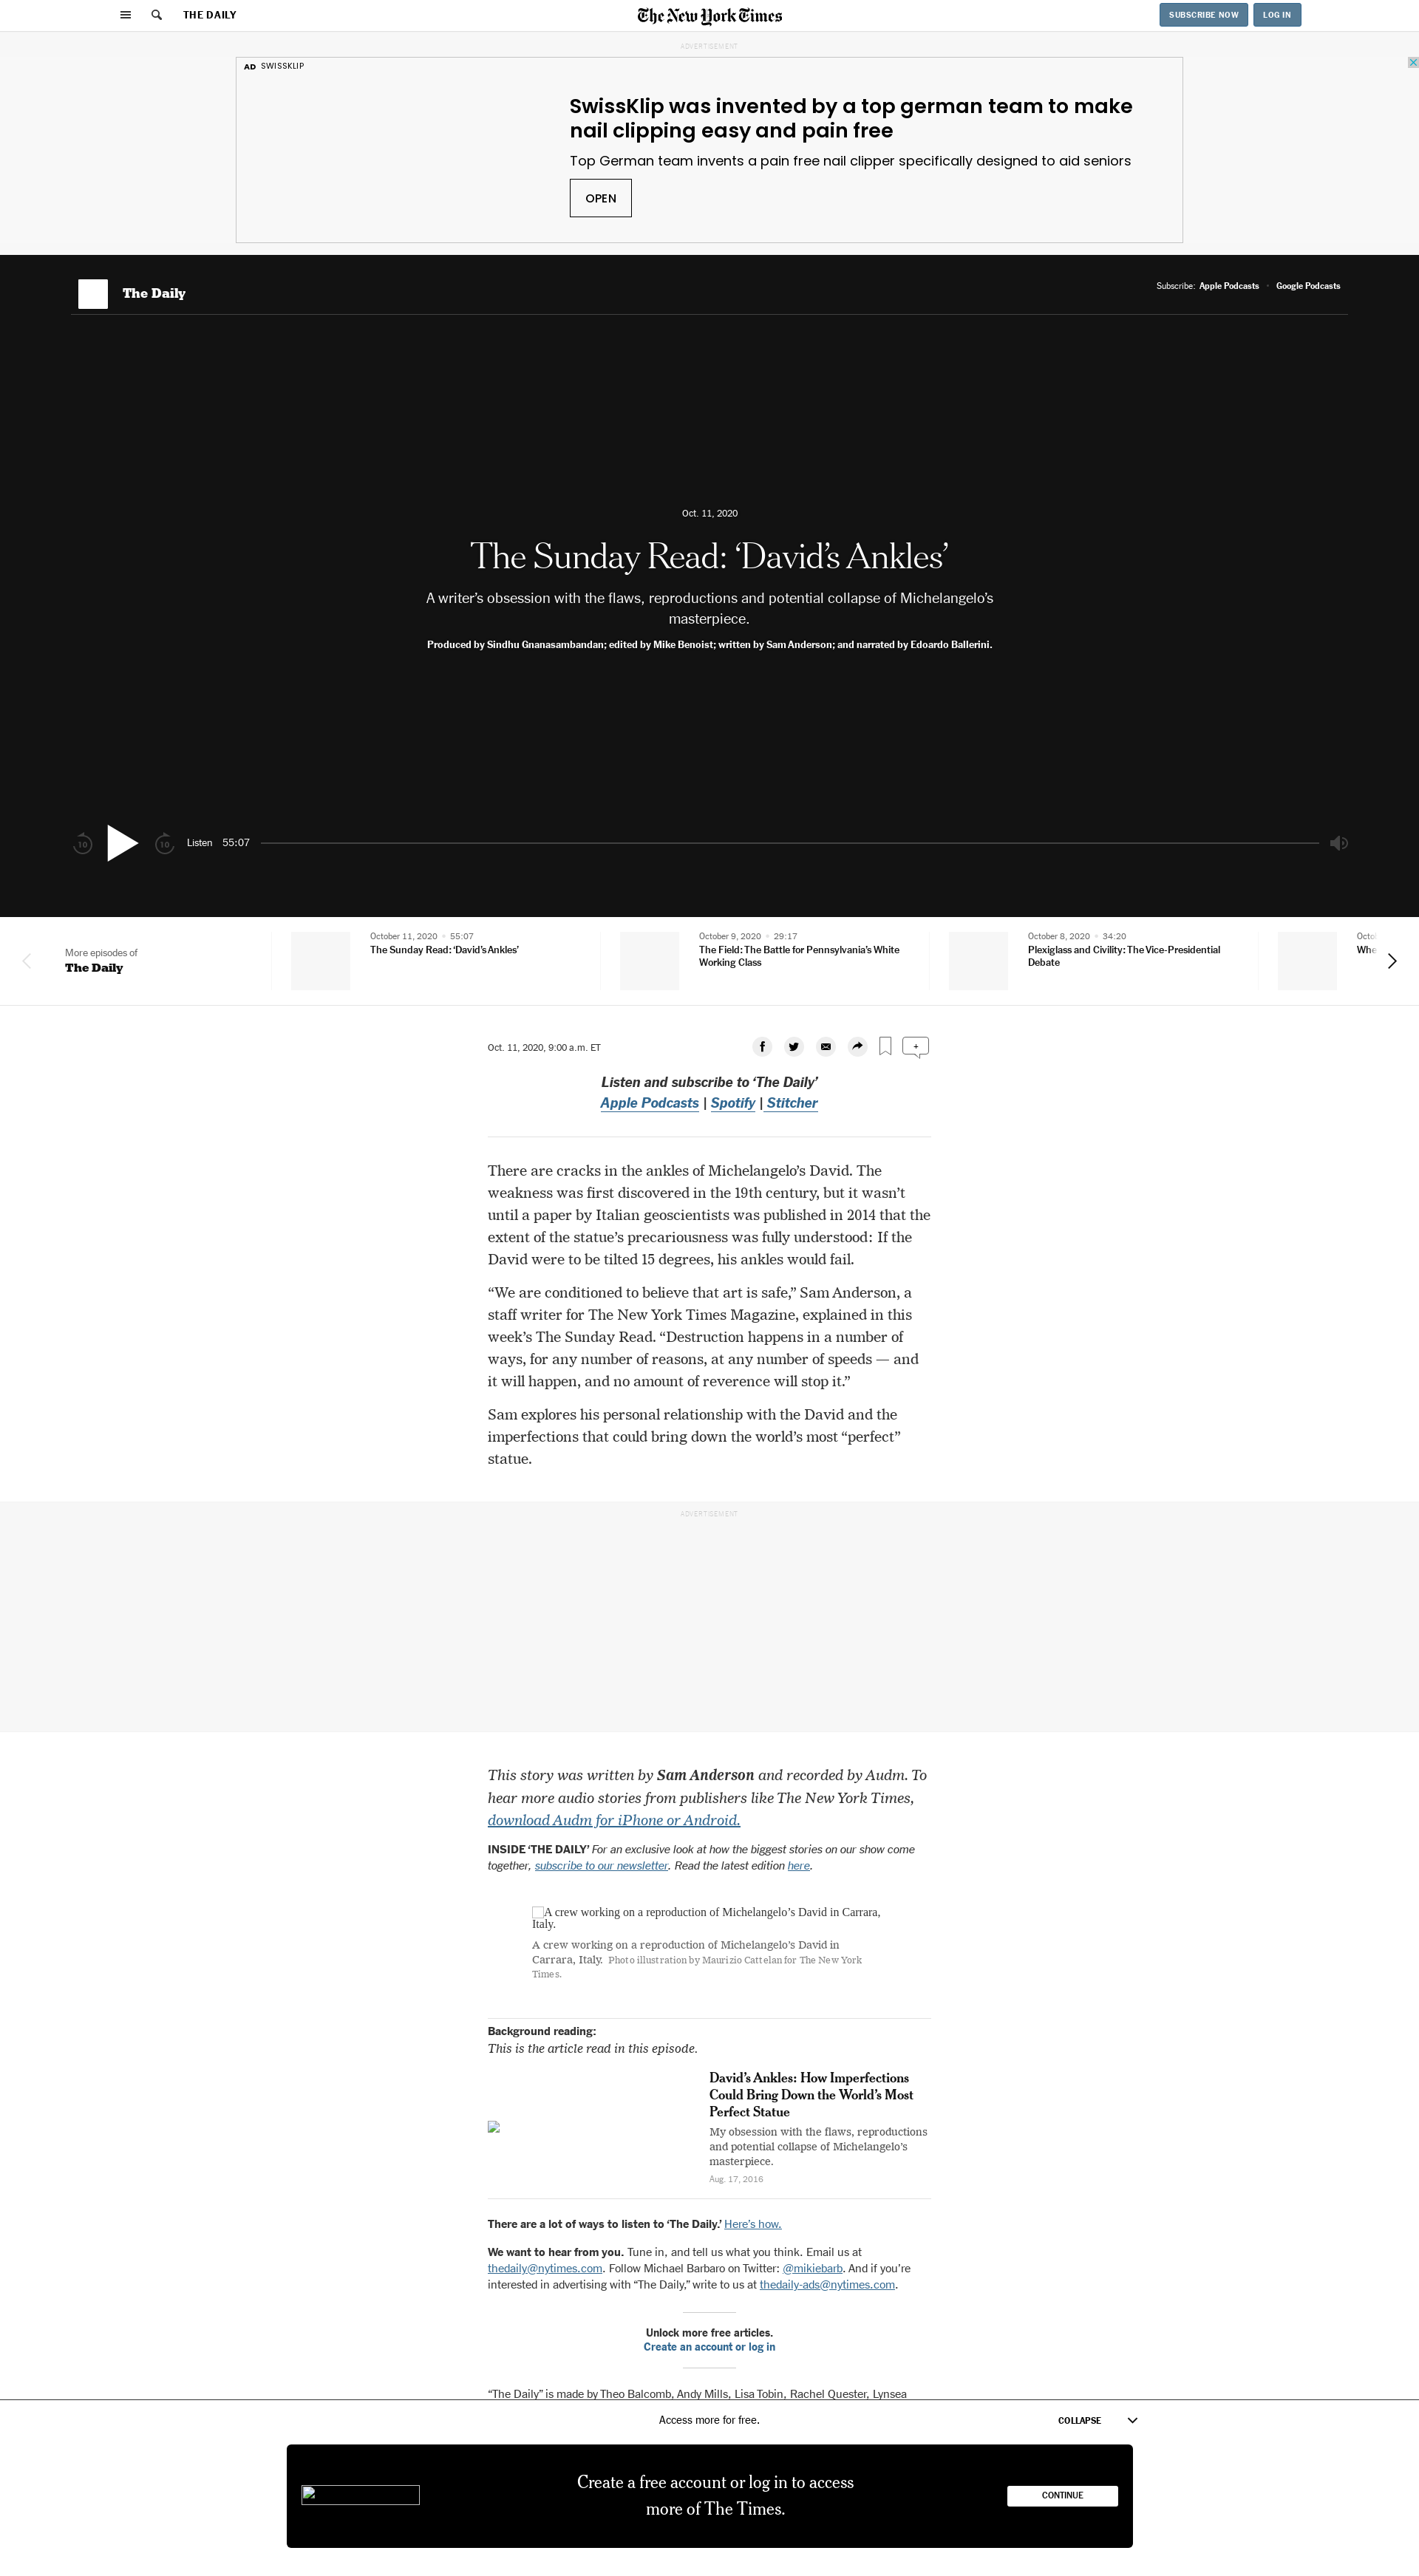 THE DAILY
The New York Times
SUBSCRIBE NOW
LOG IN
ADVERTISEMENT
AD SWISSKLIP
SwissKlip was invented by a top german team to make
nail clipping easy and pain free
Top German team invents a pain free nail clipper specifically designed to aid seniors
OPEN
The Daily
Subscribe: Apple Podcasts • Google Podcasts
Oct. 11, 2020
The Sunday Read: ‘David’s Ankles’
A writer’s obsession with the flaws, reproductions and potential collapse of Michelangelo’s
masterpiece.
Produced by Sindhu Gnanasambandan; edited by Mike Benoist; written by Sam Anderson; and narrated by Edoardo Ballerini.
10
10
Listen 55:07
More episodes of
The Daily
October 11, 2020 • 55:07
The Sunday Read: ‘David’s Ankles’
October 9, 2020 • 29:17
The Field: The Battle for Pennsylvania’s White
Working Class
October 8, 2020 • 34:20
Plexiglass and Civility: The Vice-Presidential
Debate
Oct. 11, 2020, 9:00 a.m. ET
+
Listen and subscribe to ‘The Daily’
Apple Podcasts | Spotify | Stitcher
There are cracks in the ankles of Michelangelo’s David. The
weakness was first discovered in the 19th century, but it wasn’t
until a paper by Italian geoscientists was published in 2014 that the
extent of the statue’s precariousness was fully understood: If the
David were to be tilted 15 degrees, his ankles would fail.
“We are conditioned to believe that art is safe,” Sam Anderson, a
staff writer for The New York Times Magazine, explained in this
week’s The Sunday Read. “Destruction happens in a number of
ways, for any number of reasons, at any number of speeds — and
it will happen, and no amount of reverence will stop it.”
Sam explores his personal relationship with the David and the
imperfections that could bring down the world’s most “perfect”
statue.
ADVERTISEMENT
This story was written by Sam Anderson and recorded by Audm. To
hear more audio stories from publishers like The New York Times,
download Audm for iPhone or Android.
INSIDE ‘THE DAILY’ For an exclusive look at how the biggest stories on our show come
together, subscribe to our newsletter. Read the latest edition here.
A crew working on a reproduction of Michelangelo’s David in Carrara,
Italy.
A crew working on a reproduction of Michelangelo’s David in
Carrara, Italy. Photo illustration by Maurizio Cattelan for The New York
Times.
Background reading:
This is the article read in this episode.
David’s Ankles: How Imperfections
Could Bring Down the World’s Most
Perfect Statue
My obsession with the flaws, reproductions
and potential collapse of Michelangelo’s
masterpiece.
Aug. 17, 2016
There are a lot of ways to listen to ‘The Daily.’ Here’s how.
We want to hear from you. Tune in, and tell us what you think. Email us at
thedaily@nytimes.com. Follow Michael Barbaro on Twitter: @mikiebarb. And if you’re
interested in advertising with “The Daily,” write to us at thedaily-ads@nytimes.com.
Unlock more free articles.
Create an account or log in
“The Daily” is made by Theo Balcomb, Andy Mills, Lisa Tobin, Rachel Quester, Lynsea
Access more for free.
COLLAPSE
Create a free account or log in to access
more of The Times.
CONTINUE